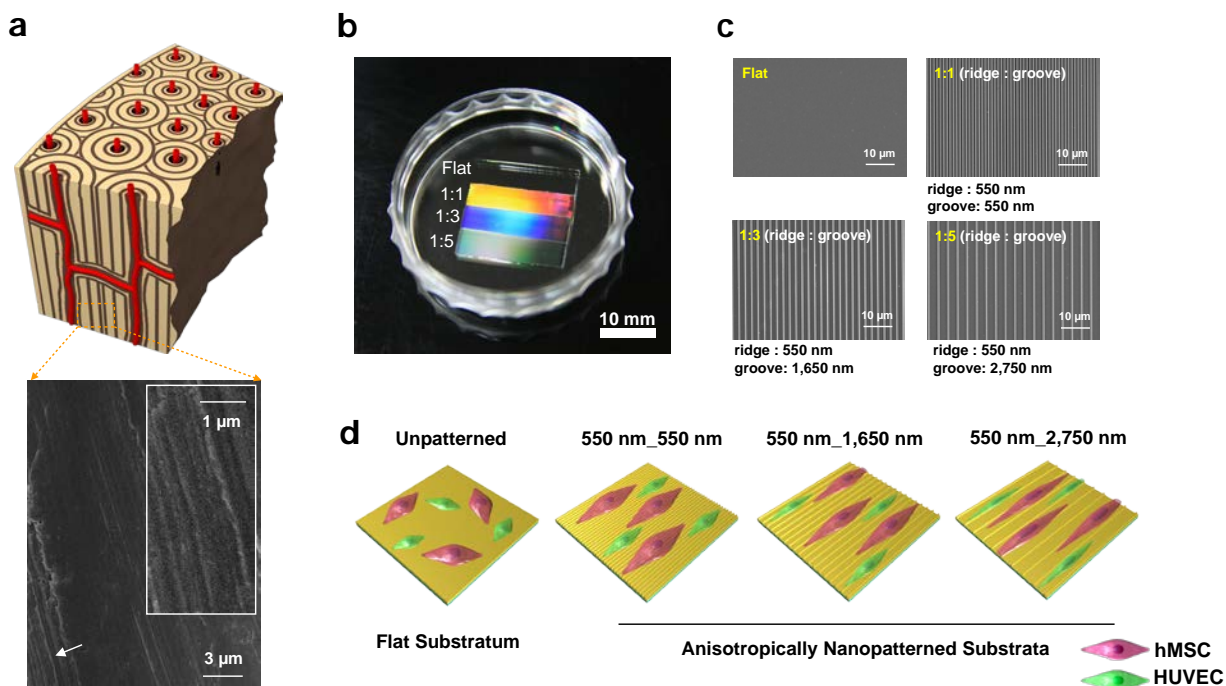 a
1 µm
3 µm
b
Flat
1:1
1:3
1:5
10 mm
c
Flat
10 µm
1:1 (ridge : groove)
10 µm
ridge : 550 nm
groove: 550 nm
1:3 (ridge : groove)
10 µm
ridge : 550 nm
groove: 1,650 nm
1:5 (ridge : groove)
10 µm
ridge : 550 nm
groove: 2,750 nm
d
Unpatterned
550 nm_550 nm
550 nm_1,650 nm
550 nm_2,750 nm
Flat Substratum
Anisotropically Nanopatterned Substrata
hMSC
HUVEC